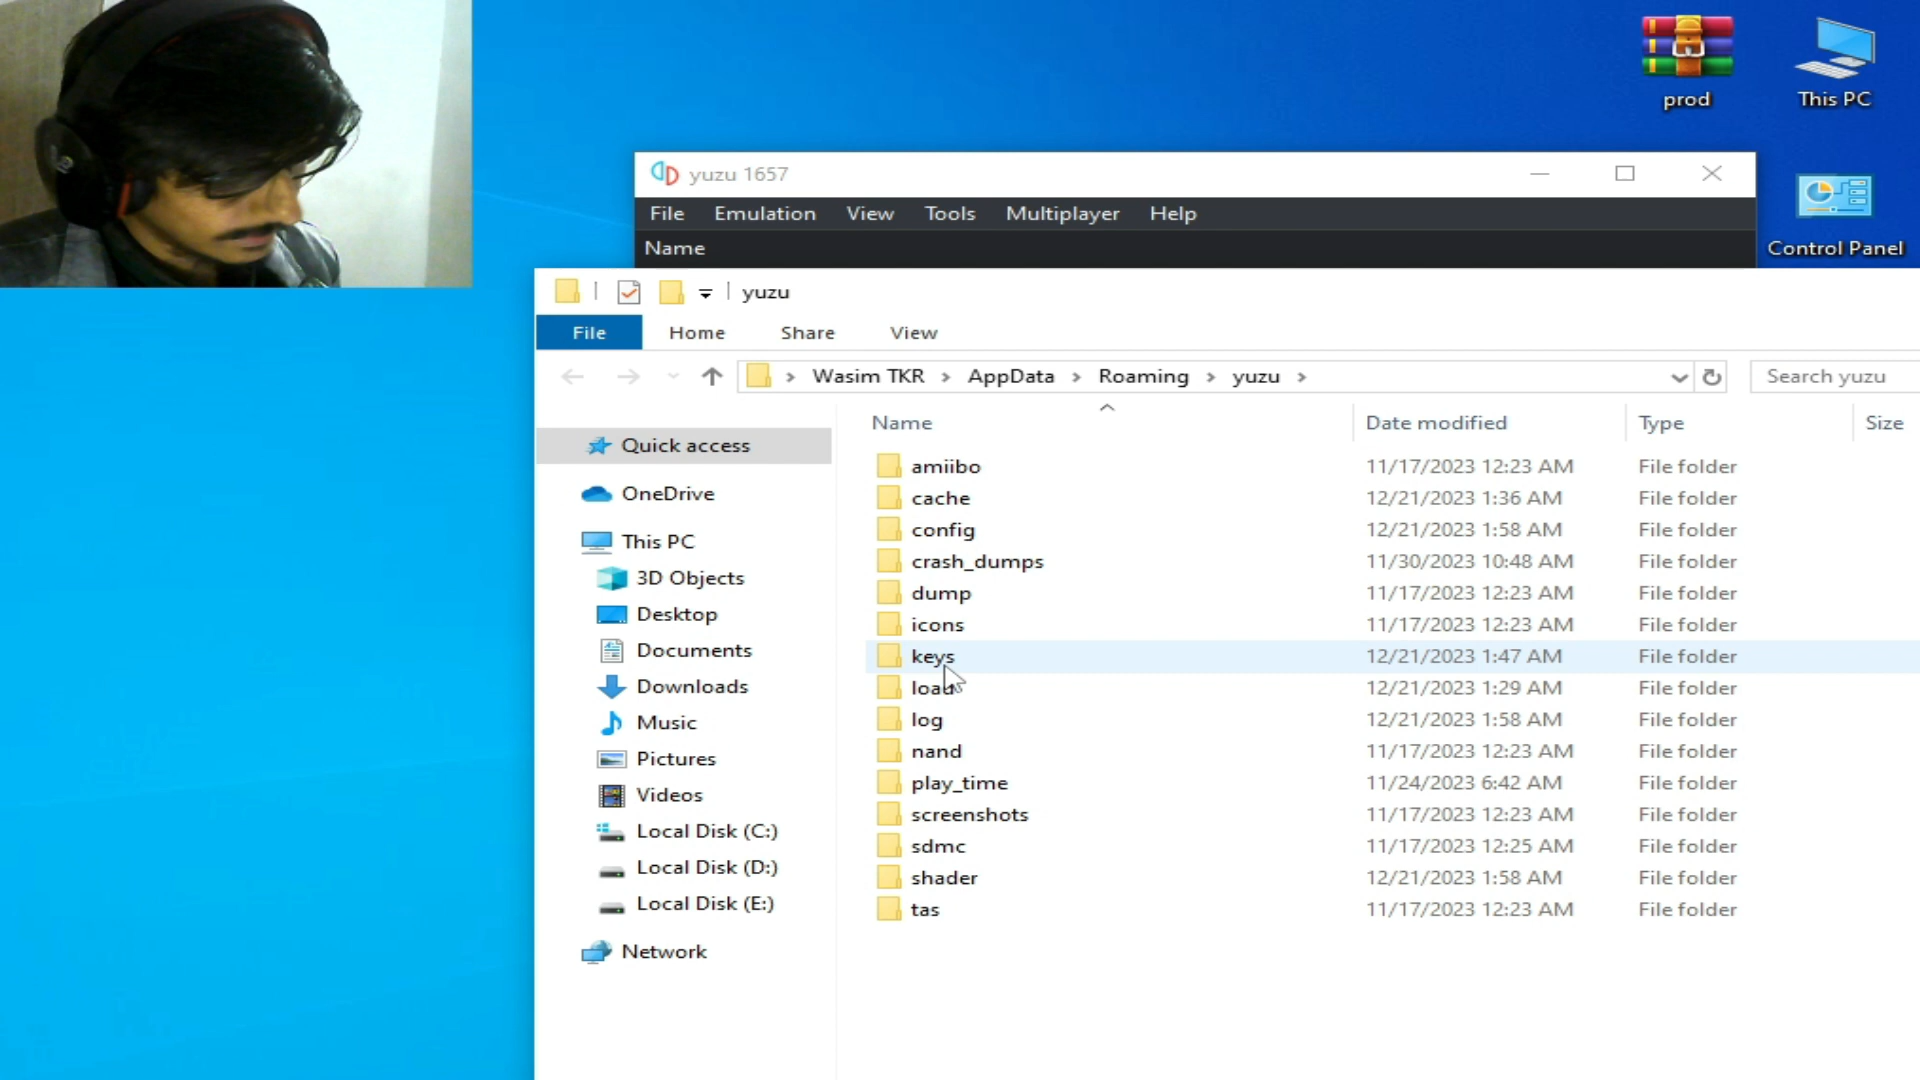 prod
This PC
yuzu 1657
File Emulation View Tools Multiplayer Help
Name
Control Panel
yuzu
File Home Share View
Wasim TKR AppData Roaming yuzu
Search yuzu
Name Date modified Type Size
Quick access
OneDrive
This PC
3D Objects
Desktop
Documents
Downloads
Music
Pictures
Videos
Local Disk (C:)
Local Disk (D:)
Local Disk (E:)
Network
amiibo 11/17/2023 12:23 AM File folder
cache 12/21/2023 1:36 AM File folder
config 12/21/2023 1:58 AM File folder
crash_dumps 11/30/2023 10:48 AM File folder
dump 11/17/2023 12:23 AM File folder
icons 11/17/2023 12:23 AM File folder
keys 12/21/2023 1:47 AM File folder
load 12/21/2023 1:29 AM File folder
log 12/21/2023 1:58 AM File folder
nand 11/17/2023 12:23 AM File folder
play_time 11/24/2023 6:42 AM File folder
screenshots 11/17/2023 12:23 AM File folder
sdmc 11/17/2023 12:25 AM File folder
shader 12/21/2023 1:58 AM File folder
tas 11/17/2023 12:23 AM File folder